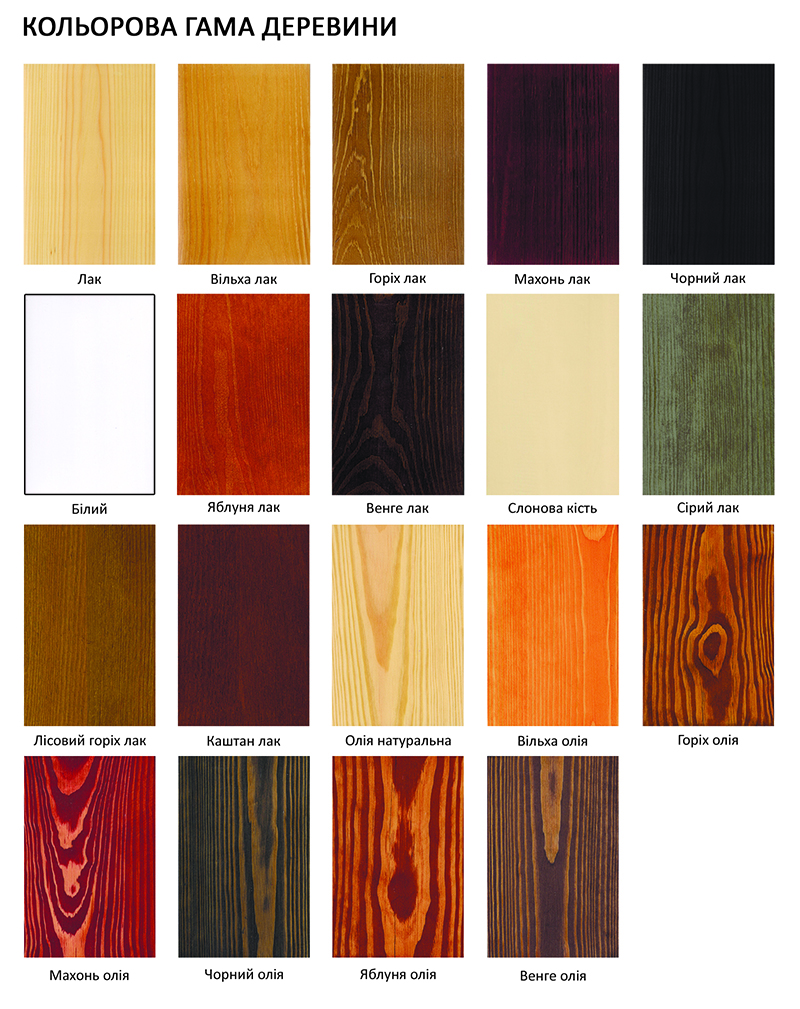 КОЛЬОРОВА ГАМА ДЕРЕВИНИ
Лак
Вільха лак
Горіх лак
Махонь лак
Чорний лак
Білий
Яблуня лак
Венге лак
Слонова кість
Сірий лак
Лісовий горіх лак
Каштан лак
Олія натуральна
Вільха олія
Горіх олія
Махонь олія
Чорний олія
Яблуня олія
Венге олія